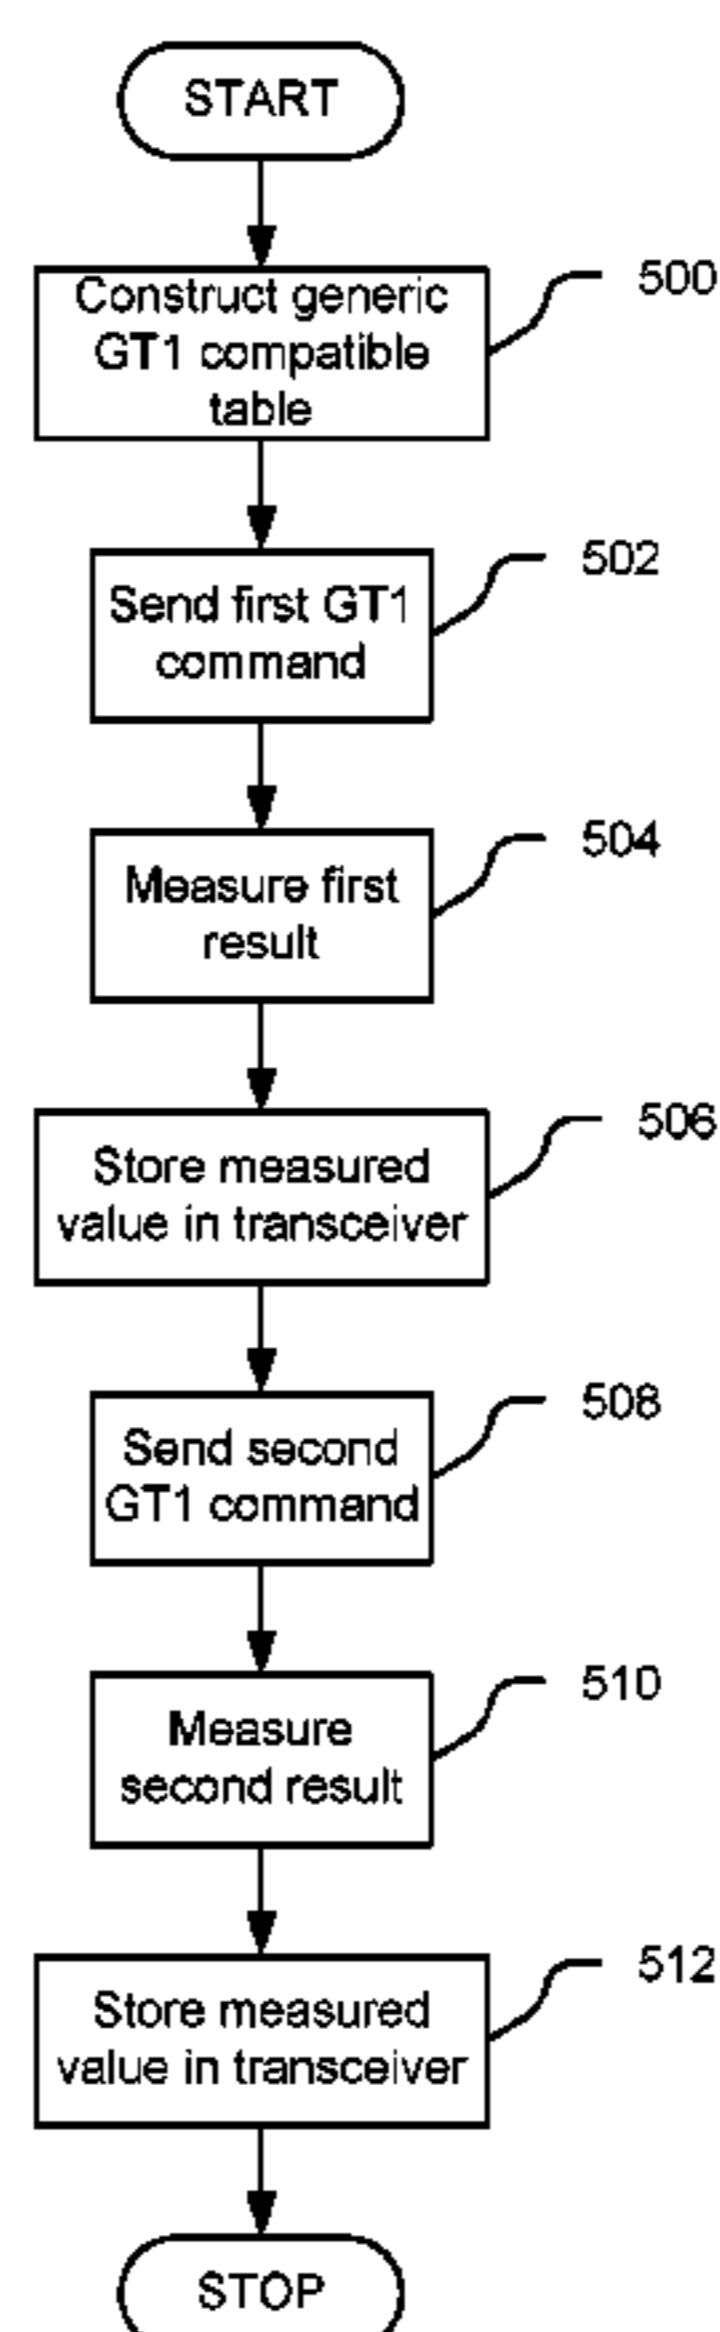 START
Construct generic
GT1 compatible
table
500
Send first GT1
command
502
Measure first
result
504
Store measured
value in transceiver
506
Send second
GT1 command
508
Measure
second result
510
Store measured
value in transceiver
512
STOP